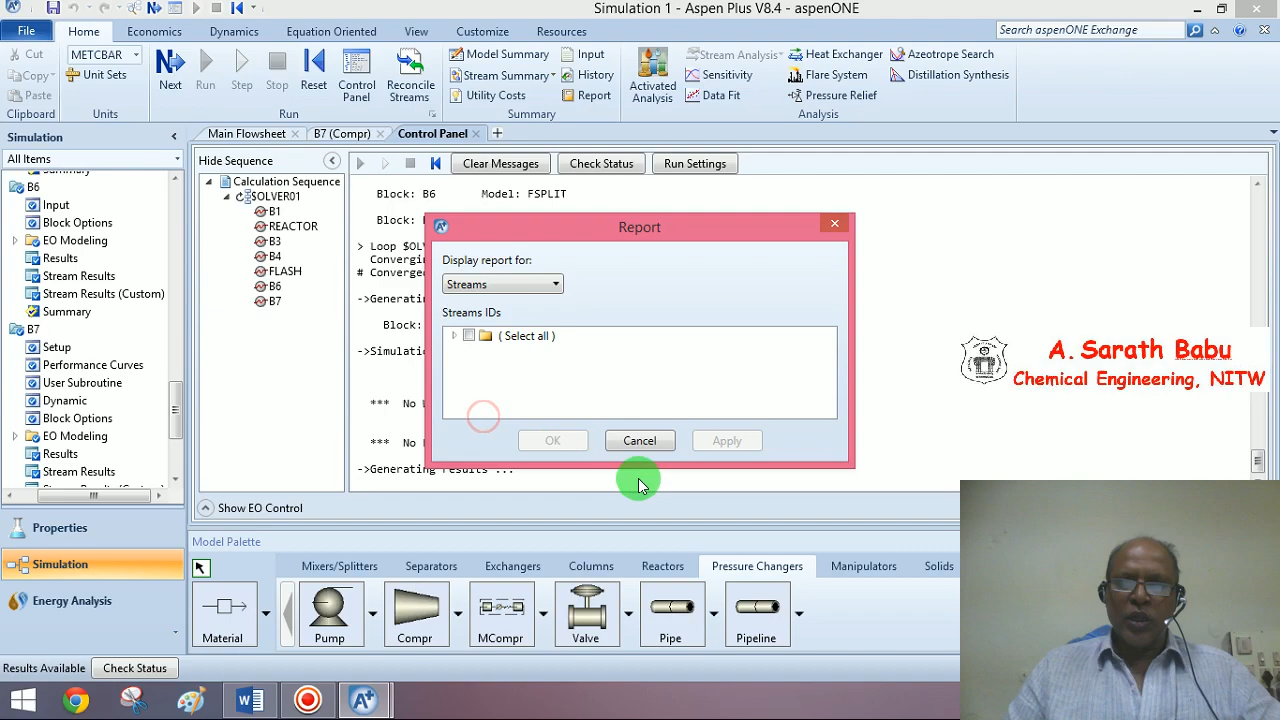 Simulation 1 - Aspen Plus V8.4 - aspenONE
File
Home
Economics
Dynamics
Equation Oriented
View
Customize
Resources
Search aspenONE Exchange
Cut
Copy
Paste
Clipboard
METCBAR
Unit Sets
Units
Next
Run
Step
Stop
Reset
Control Panel
Reconcile Streams
Run
Model Summary
Stream Summary
Utility Costs
Input
History
Report
Summary
Activated Analysis
Stream Analysis
Sensitivity
Data Fit
Heat Exchanger
Flare System
Pressure Relief
Azeotrope Search
Distillation Synthesis
Analysis
Simulation
All Items
Summary
B6
Input
Block Options
EO Modeling
Results
Stream Results
Stream Results (Custom)
Summary
B7
Setup
Performance Curves
User Subroutine
Dynamic
Block Options
EO Modeling
Results
Properties
Simulation
Energy Analysis
Results Available
Check Status
Main Flowsheet
B7 (Compr)
Control Panel
Hide Sequence
Calculation Sequence
$OLVER01
B1
REACTOR
B3
B4
FLASH
B6
B7
Clear Messages
Check Status
Run Settings
Block: B6 Model: FSPLIT
Block:
> Loop $OL
Converging
# Converge
->Generating
Block:
->Simulati
*** No
*** No
->Generating results ...
Report
Display report for:
Streams
Streams IDs
( Select all )
OK
Cancel
Apply
Show EO Control
Model Palette
Mixers/Splitters
Separators
Exchangers
Columns
Reactors
Pressure Changers
Manipulators
Solids
Material
Pump
Compr
MCompr
Valve
Pipe
Pipeline
A. Sarath Babu
Chemical Engineering, NITW